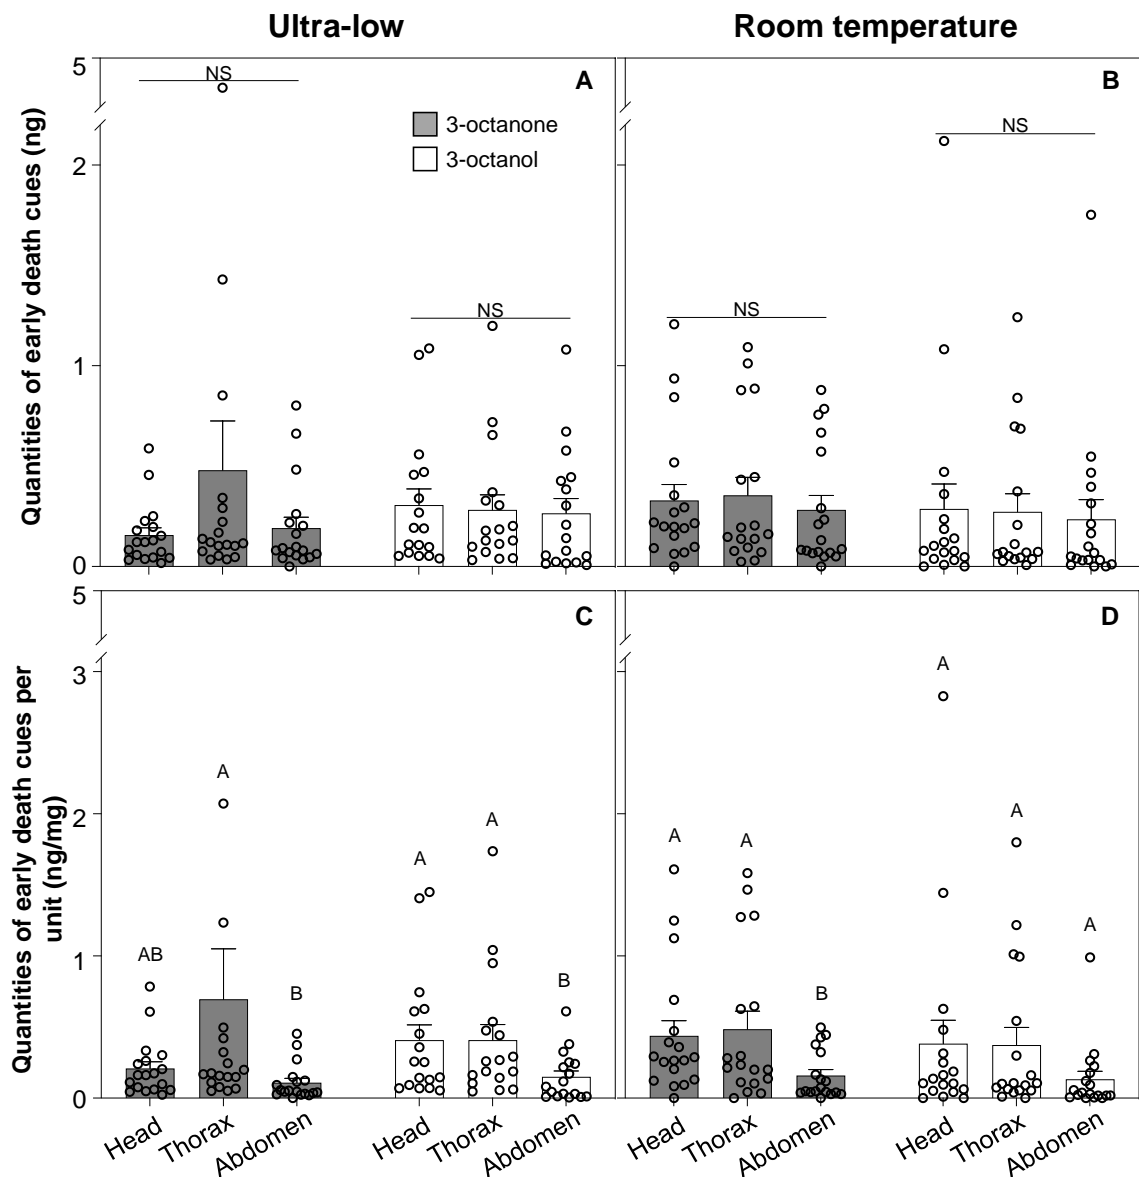 Ultra-low
Room temperature
Quantities of early death cues (ng)
5
2
1
0
NS
A
3-octanone
3-octanol
NS
B
NS
NS
Quantities of early death cues per
unit (ng/mg)
5
3
2
1
0
C
AB
A
B
A
A
B
D
A
A
B
A
A
A
Head
Thorax
Abdomen
Head
Thorax
Abdomen
Head
Thorax
Abdomen
Head
Thorax
Abdomen